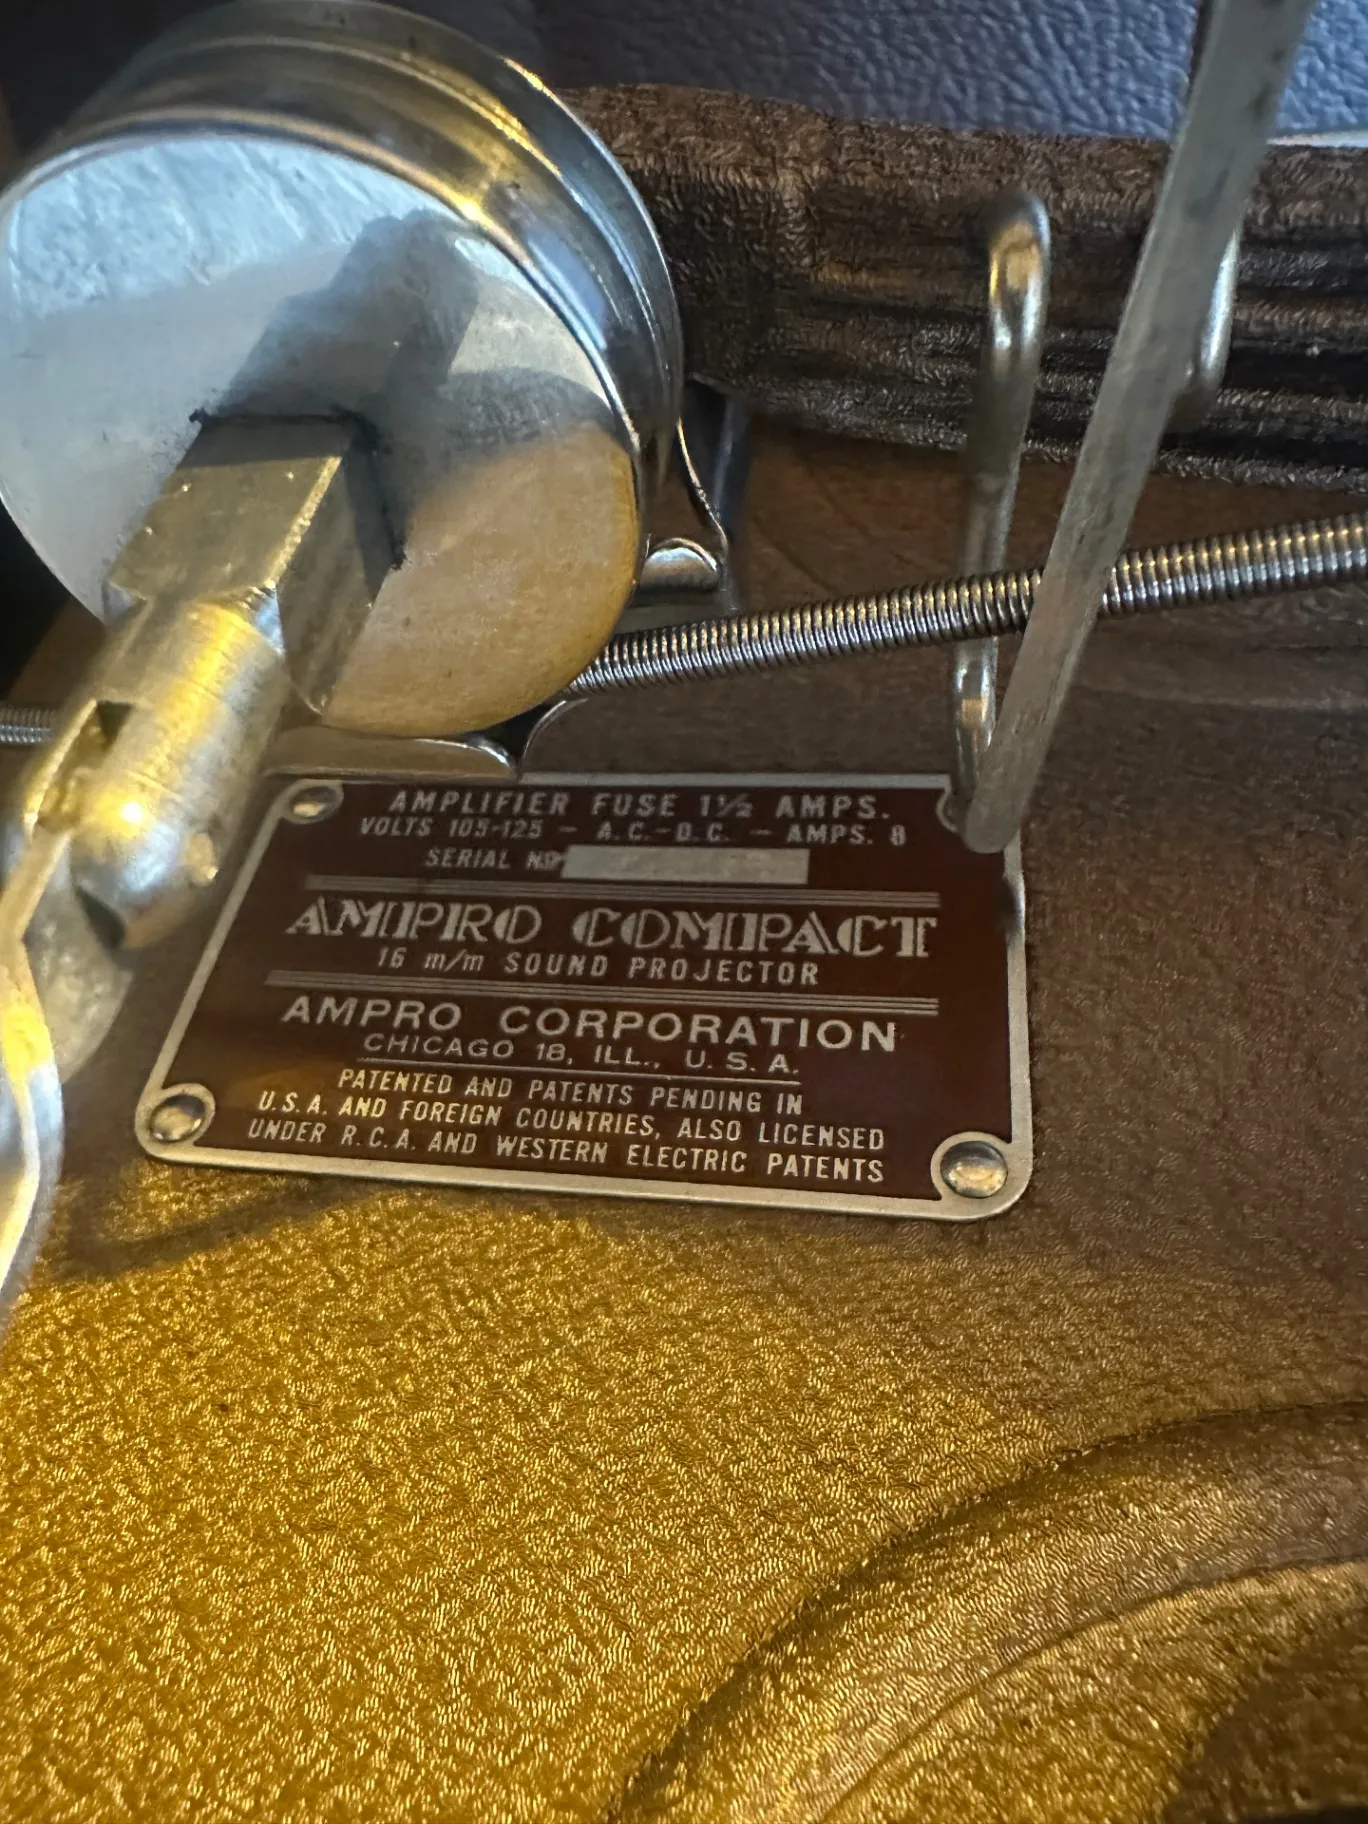 AMPLIFIER FUSE 1½ AMPS.
VOLTS 105-125 – A.C.-D.C. – AMPS. 8
SERIAL Nº
AMPRO COMPACT
16 m/m SOUND PROJECTOR
AMPRO CORPORATION
CHICAGO 18, ILL., U.S.A.
PATENTED AND PATENTS PENDING IN
U.S.A. AND FOREIGN COUNTRIES, ALSO LICENSED
UNDER R.C.A. AND WESTERN ELECTRIC PATENTS